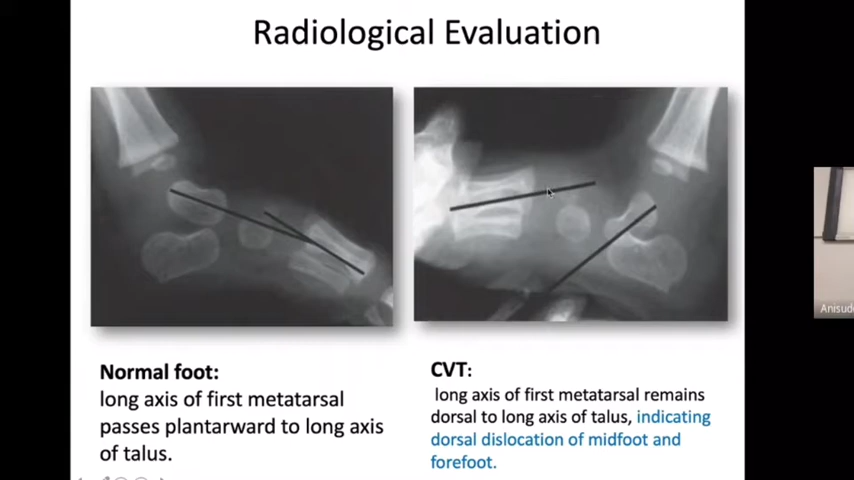 Radiological Evaluation
Normal foot:
long axis of first metatarsal
passes plantarward to long axis
of talus.
CVT:
long axis of first metatarsal remains
dorsal to long axis of talus, indicating
dorsal dislocation of midfoot and
forefoot.
Anisud